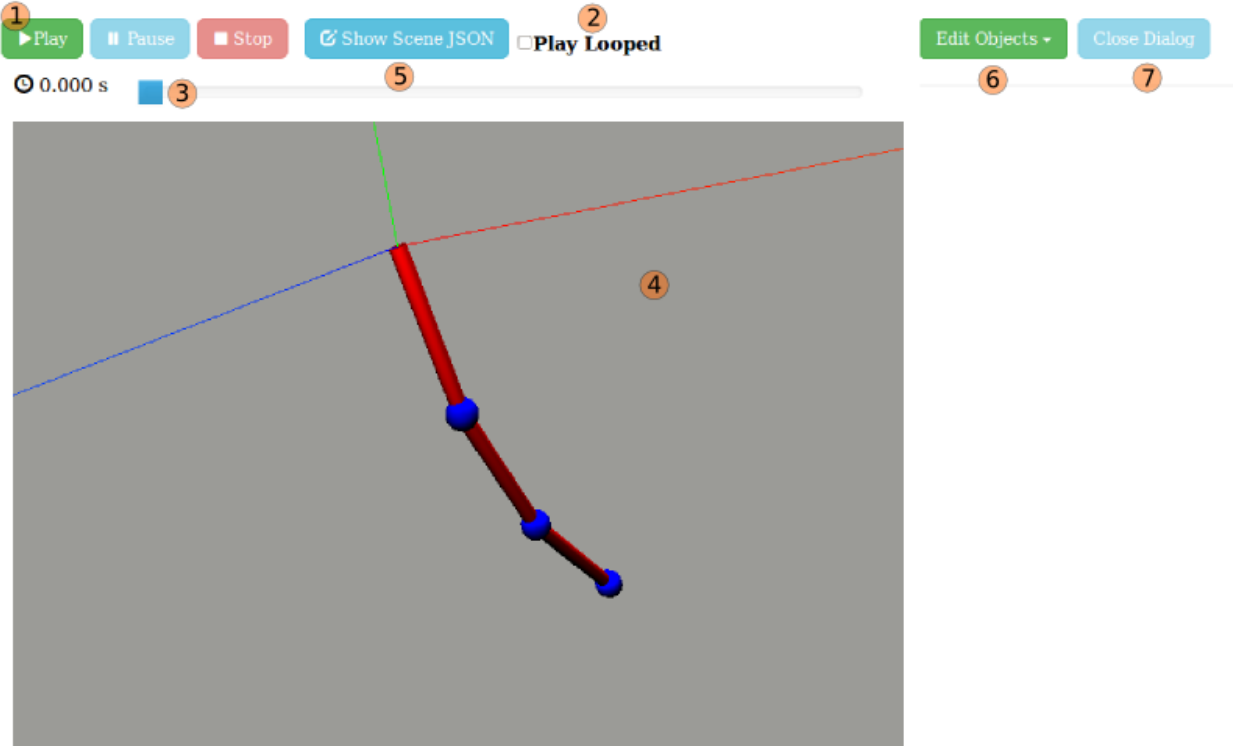 1
2
Play
Pause
Stop
Show Scene JSON
Play Looped
Edit Objects
Close Dialog
5
6
7
0.000 s
3
4